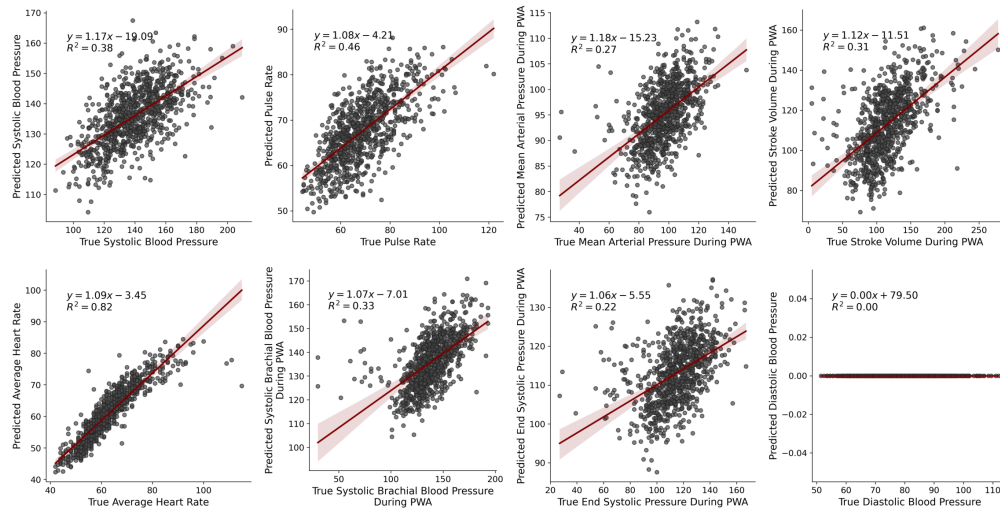 170
160
150
140
130
120
110
100
120
140
160
180
200
Predicted Systolic Blood Pressure
True Systolic Blood Pressure
y = 1.17x − 19.09
R² = 0.38
90
80
70
60
50
60
80
100
120
Predicted Pulse Rate
True Pulse Rate
y = 1.08x − 4.21
R² = 0.46
115
110
105
100
95
90
85
80
75
40
60
80
100
120
140
Predicted Mean Arterial Pressure During PWA
True Mean Arterial Pressure During PWA
y = 1.18x − 15.23
R² = 0.27
160
140
120
100
80
0
50
100
150
200
250
Predicted Stroke Volume During PWA
True Stroke Volume During PWA
y = 1.12x − 11.51
R² = 0.31
100
90
80
70
60
50
40
40
60
80
100
Predicted Average Heart Rate
True Average Heart Rate
y = 1.09x − 3.45
R² = 0.82
170
160
150
140
130
120
110
100
50
100
150
200
Predicted Systolic Brachial Blood Pressure
During PWA
True Systolic Brachial Blood Pressure
During PWA
y = 1.07x − 7.01
R² = 0.33
130
120
110
100
90
40
60
80
100
120
140
160
Predicted End Systolic Pressure During PWA
True End Systolic Pressure During PWA
y = 1.06x − 5.55
R² = 0.22
0.04
0.02
0.00
−0.02
−0.04
50
60
70
80
90
100
Predicted Diastolic Blood Pressure
True Diastolic Blood Pressure
y = 0.00x + 79.50
R² = 0.00